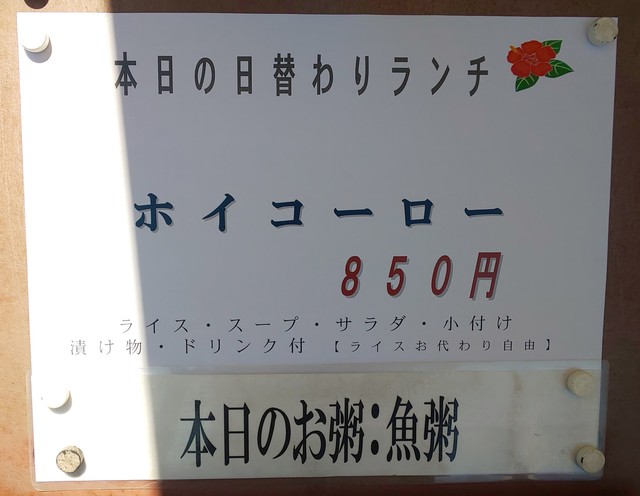 本日の日替わりランチ
ホイコーロー
850円
ライス・スープ・サラダ・小付け
漬け物・ドリンク付【ライスお代わり自由】
本日のお粥:魚粥